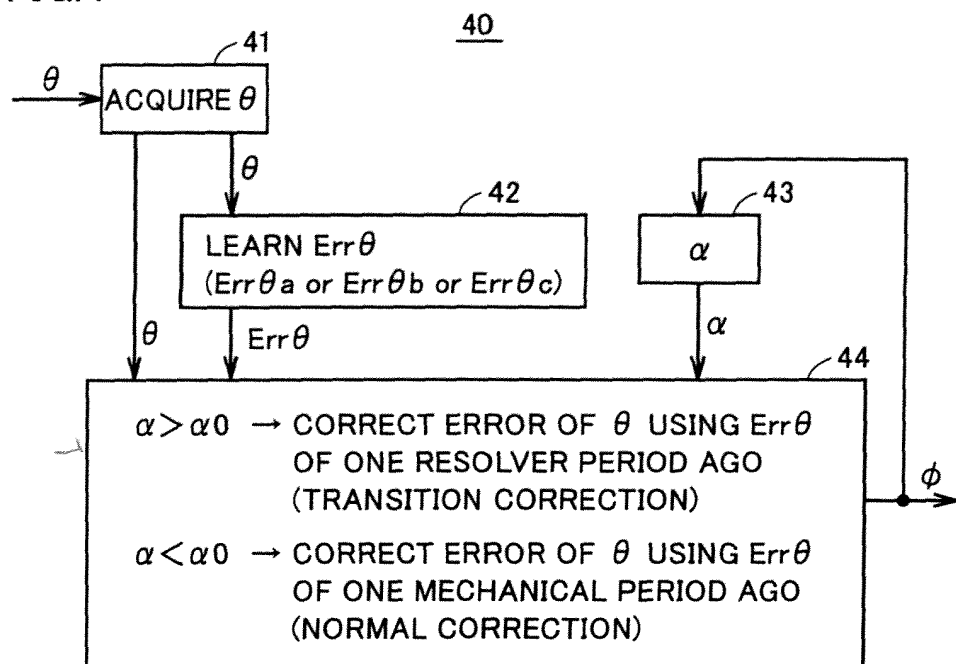 40
41
θ
ACQUIRE θ
θ
42
43
LEARN Errθ
(Errθa or Errθb or Errθc)
α
θ
Errθ
α
44
α>α0 → CORRECT ERROR OF θ USING Errθ
OF ONE RESOLVER PERIOD AGO
(TRANSITION CORRECTION)
ϕ
α<α0 → CORRECT ERROR OF θ USING Errθ
OF ONE MECHANICAL PERIOD AGO
(NORMAL CORRECTION)